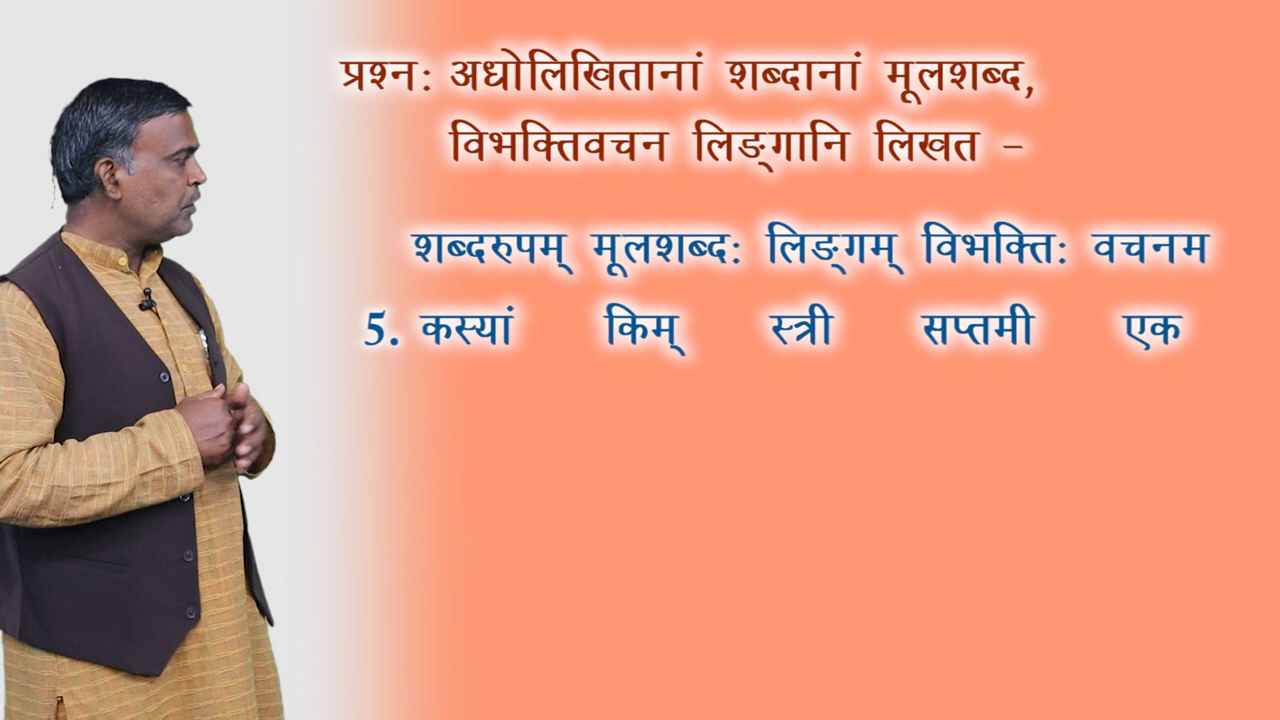 प्रश्न: अधोलिखितानां शब्दानां मूलशब्द,
विभक्तिवचन लिङ्गानि लिखत –
शब्दरुपम् मूलशब्द: लिङ्गम् विभक्ति: वचनम
5. कस्यां किम् स्त्री सप्तमी एक